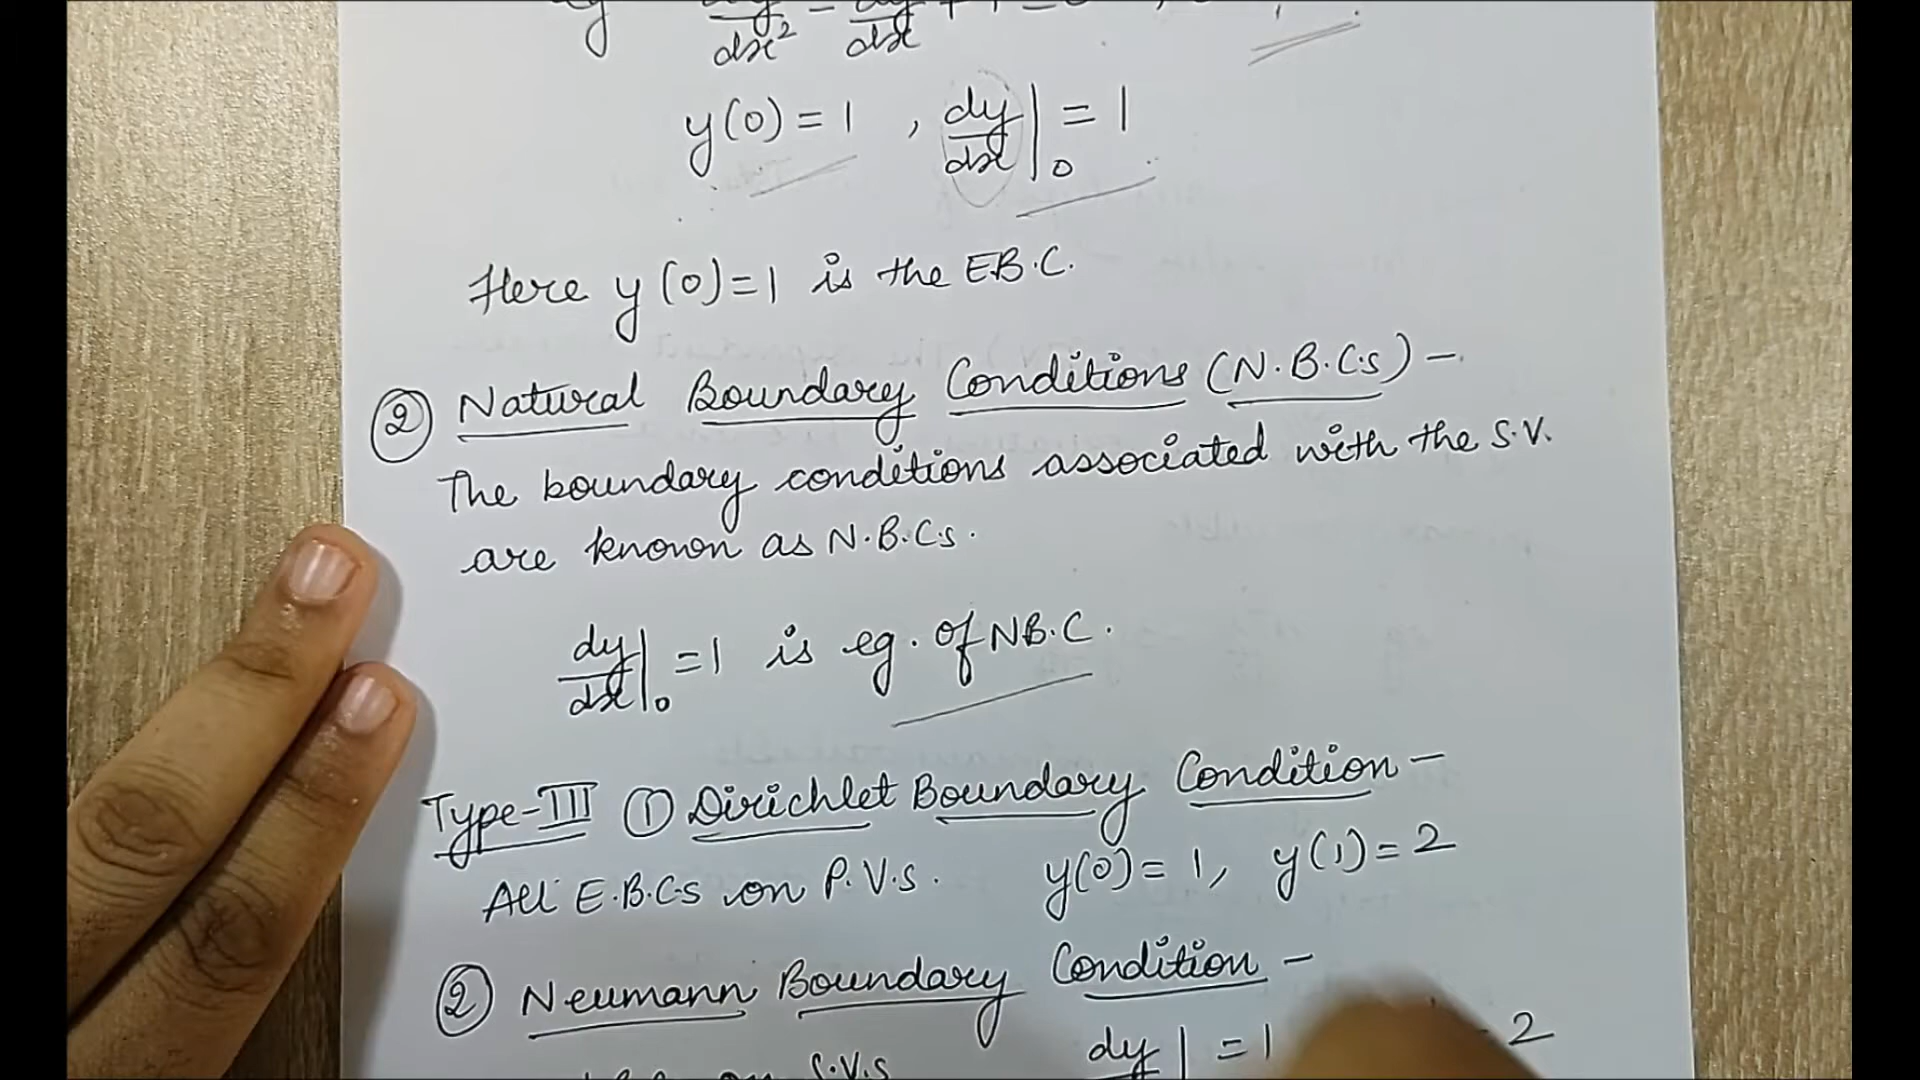 y(0) = 1 , dy/dx|0 = 1
Here y(0)=1 is the E.B.C.
② Natural Boundary Conditions (N.B.C.s) –
The boundary conditions associated with the S.V.
are known as N.B.C.s.
dy/dx|0 = 1 is eg. of N.B.C.
Type-III ① Dirichlet Boundary Condition –
All E.B.C.s on P.V.s. y(0) = 1, y(1) = 2
② Neumann Boundary Condition –
on S.V.s dy| = 1 2